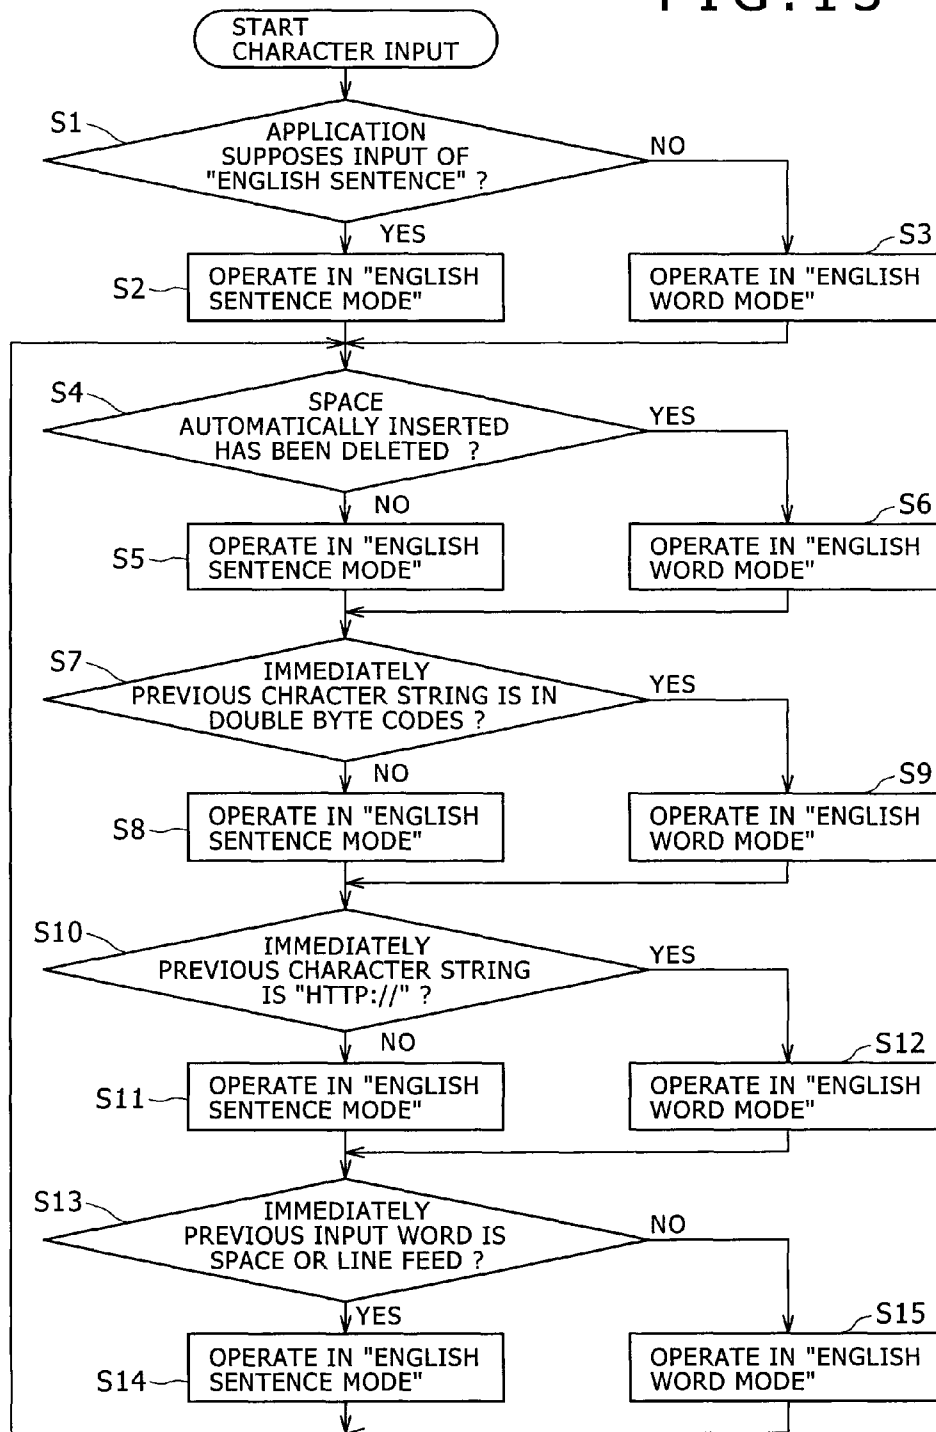 FIG.13
START
CHARACTER INPUT
S1
APPLICATION
SUPPOSES INPUT OF
"ENGLISH SENTENCE" ?
NO
YES
S2
OPERATE IN "ENGLISH
SENTENCE MODE"
S3
OPERATE IN "ENGLISH
WORD MODE"
S4
SPACE
AUTOMATICALLY INSERTED
HAS BEEN DELETED ?
YES
NO
S5
OPERATE IN "ENGLISH
SENTENCE MODE"
S6
OPERATE IN "ENGLISH
WORD MODE"
S7
IMMEDIATELY
PREVIOUS CHRACTER STRING IS IN
DOUBLE BYTE CODES ?
YES
NO
S8
OPERATE IN "ENGLISH
SENTENCE MODE"
S9
OPERATE IN "ENGLISH
WORD MODE"
S10
IMMEDIATELY
PREVIOUS CHARACTER STRING
IS "HTTP://" ?
YES
NO
S11
OPERATE IN "ENGLISH
SENTENCE MODE"
S12
OPERATE IN "ENGLISH
WORD MODE"
S13
IMMEDIATELY
PREVIOUS INPUT WORD IS
SPACE OR LINE FEED ?
NO
YES
S14
OPERATE IN "ENGLISH
SENTENCE MODE"
S15
OPERATE IN "ENGLISH
WORD MODE"